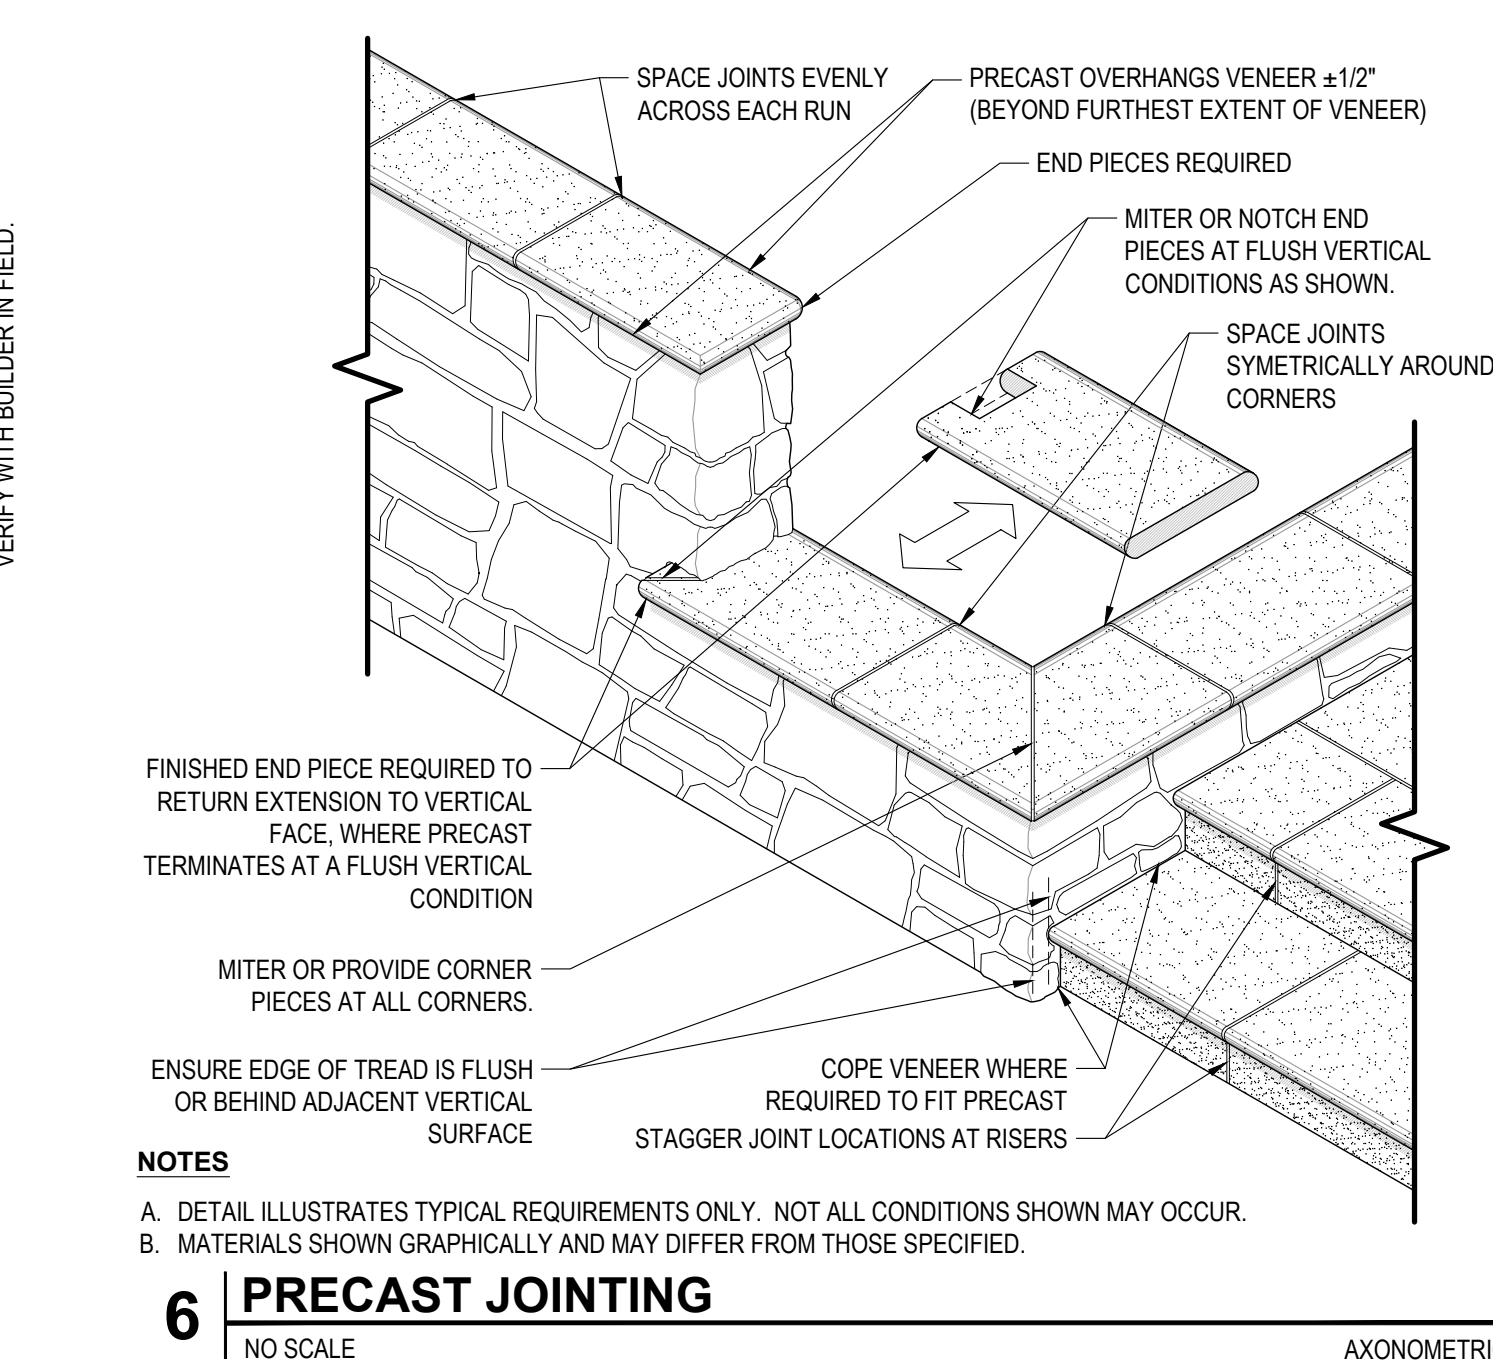 VERIFY WITH BUILDER IN FIELD.
SPACE JOINTS EVENLY
ACROSS EACH RUN
PRECAST OVERHANGS VENEER ±1/2"
(BEYOND FURTHEST EXTENT OF VENEER)
END PIECES REQUIRED
MITER OR NOTCH END
PIECES AT FLUSH VERTICAL
CONDITIONS AS SHOWN.
SPACE JOINTS
SYMETRICALLY AROUND
CORNERS
FINISHED END PIECE REQUIRED TO
RETURN EXTENSION TO VERTICAL
FACE, WHERE PRECAST
TERMINATES AT A FLUSH VERTICAL
CONDITION
MITER OR PROVIDE CORNER
PIECES AT ALL CORNERS.
ENSURE EDGE OF TREAD IS FLUSH
OR BEHIND ADJACENT VERTICAL
SURFACE
COPE VENEER WHERE
REQUIRED TO FIT PRECAST
STAGGER JOINT LOCATIONS AT RISERS
NOTES
A. DETAIL ILLUSTRATES TYPICAL REQUIREMENTS ONLY. NOT ALL CONDITIONS SHOWN MAY OCCUR.
B. MATERIALS SHOWN GRAPHICALLY AND MAY DIFFER FROM THOSE SPECIFIED.
6 PRECAST JOINTING
NO SCALE
AXONOMETRI